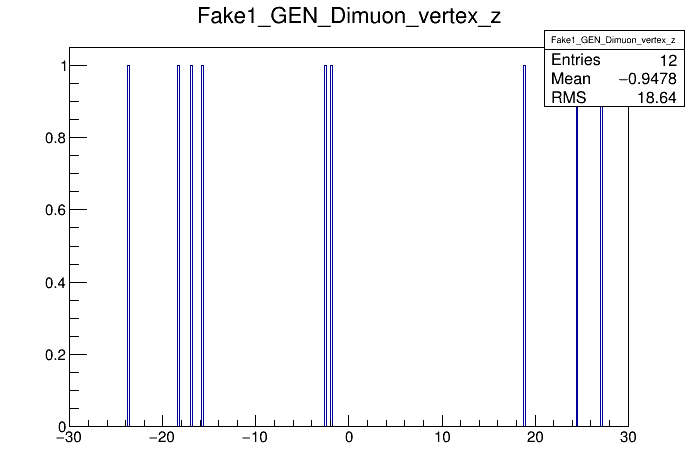 Fake1_GEN_Dimuon_vertex_z
Fake1_GEN_Dimuon_vertex_z
Entries 12
Mean −0.9478
RMS 18.64
1
0.8
0.6
0.4
0.2
0
−30 −20 −10 0 10 20 30